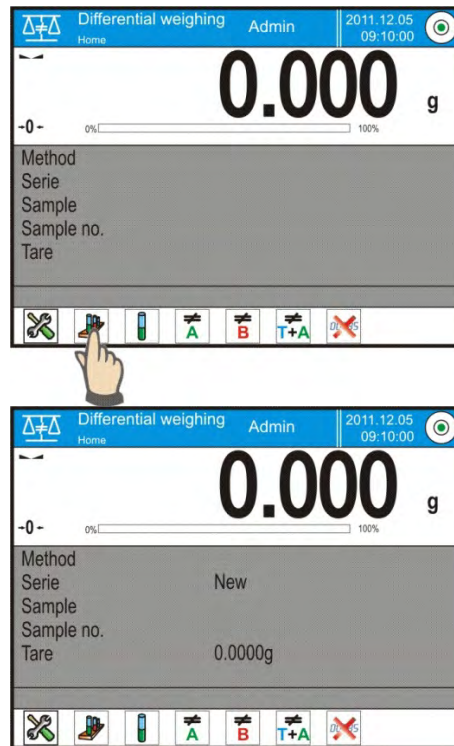 Differential weighing Admin 2011.12.05
Home 09:10:00
0.000 g
→0← 0% 100%
Method
Serie
Sample
Sample no.
Tare
A B T+A
Differential weighing Admin 2011.12.05
Home 09:10:00
0.000 g
→0← 0% 100%
Method
Serie New
Sample
Sample no.
Tare 0.0000g
A B T+A